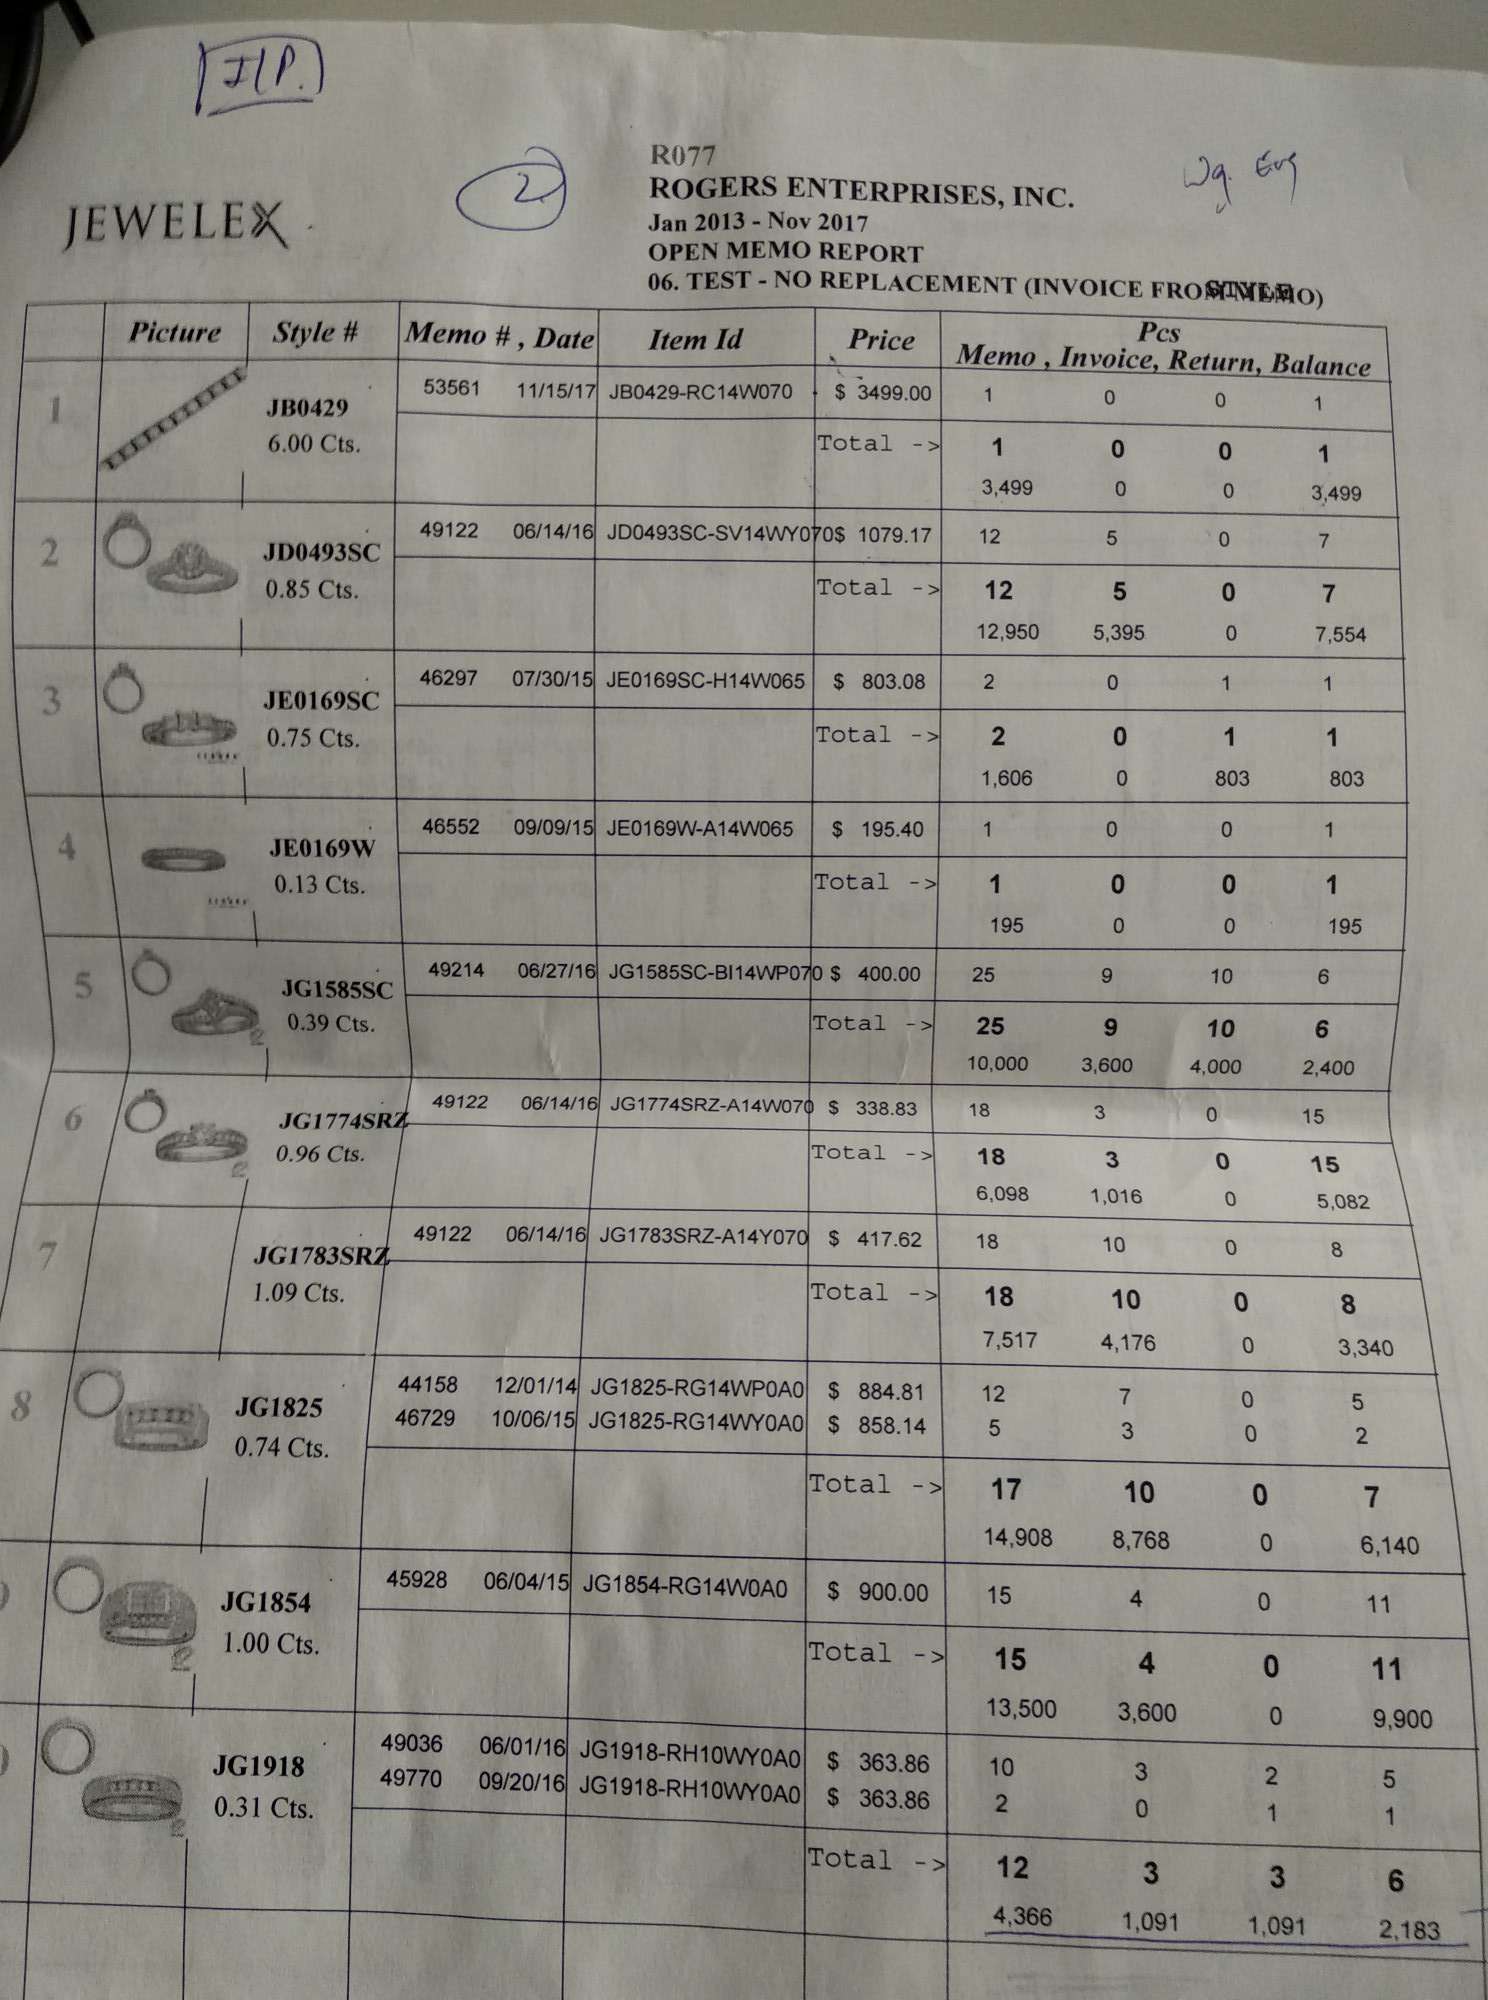 I/P.
2
R077
ROGERS ENTERPRISES, INC.
JEWELEX
Jan 2013 - Nov 2017
OPEN MEMO REPORT
06. TEST - NO REPLACEMENT (INVOICE FROM MEMO)
Picture Style # Memo # , Date Item Id Price Pcs
Memo , Invoice, Return, Balance
1 JB0429 53561 11/15/17 JB0429-RC14W070 $ 3499.00 1 0 0 1
6.00 Cts. Total -> 1 0 0 1
3,499 0 0 3,499
2 JD0493SC 49122 06/14/16 JD0493SC-SV14WY070 $ 1079.17 12 5 0 7
0.85 Cts. Total -> 12 5 0 7
12,950 5,395 0 7,554
3 JE0169SC 46297 07/30/15 JE0169SC-H14W065 $ 803.08 2 0 1 1
0.75 Cts. Total -> 2 0 1 1
1,606 0 803 803
4 JE0169W 46552 09/09/15 JE0169W-A14W065 $ 195.40 1 0 0 1
0.13 Cts. Total -> 1 0 0 1
195 0 0 195
5 JG1585SC 49214 06/27/16 JG1585SC-BI14WP070 $ 400.00 25 9 10 6
0.39 Cts. Total -> 25 9 10 6
10,000 3,600 4,000 2,400
6 JG1774SRZ 49122 06/14/16 JG1774SRZ-A14W070 $ 338.83 18 3 0 15
0.96 Cts. Total -> 18 3 0 15
6,098 1,016 0 5,082
7 JG1783SRZ 49122 06/14/16 JG1783SRZ-A14Y070 $ 417.62 18 10 0 8
1.09 Cts. Total -> 18 10 0 8
7,517 4,176 0 3,340
8 JG1825 44158 12/01/14 JG1825-RG14WP0A0 $ 884.81 12 7 0 5
46729 10/06/15 JG1825-RG14WY0A0 $ 858.14 5 3 0 2
0.74 Cts. Total -> 17 10 0 7
14,908 8,768 0 6,140
JG1854 45928 06/04/15 JG1854-RG14W0A0 $ 900.00 15 4 0 11
1.00 Cts. Total -> 15 4 0 11
13,500 3,600 0 9,900
JG1918 49036 06/01/16 JG1918-RH10WY0A0 $ 363.86 10 3 2 5
49770 09/20/16 JG1918-RH10WY0A0 $ 363.86 2 0 1 1
0.31 Cts. Total -> 12 3 3 6
4,366 1,091 1,091 2,183